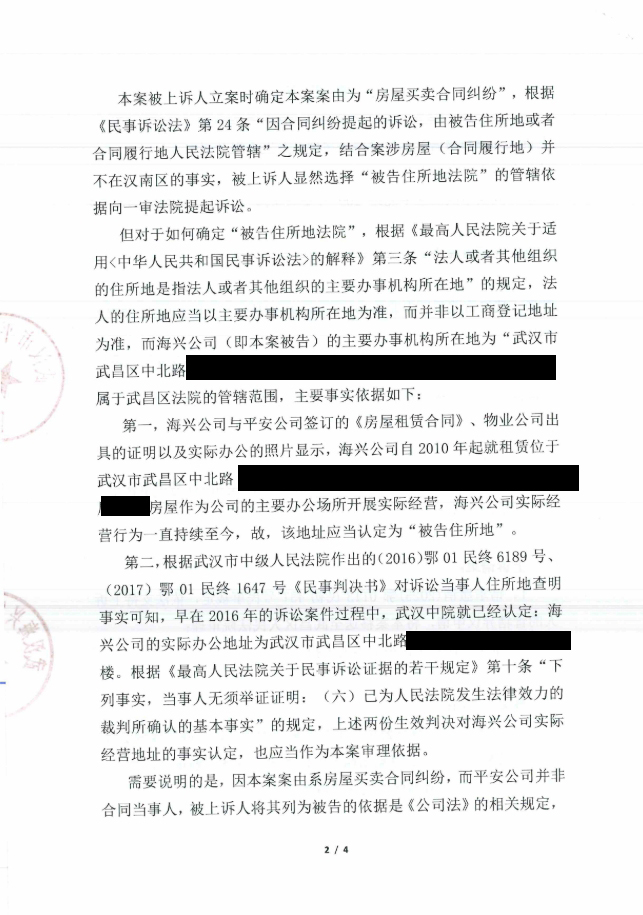 本案被上诉人立案时确定本案案由为“房屋买卖合同纠纷”，根据
《民事诉讼法》第 24 条“因合同纠纷提起的诉讼，由被告住所地或者
合同履行地人民法院管辖”之规定，结合案涉房屋（合同履行地）并
不在汉南区的事实，被上诉人显然选择“被告住所地法院”的管辖依
据向一审法院提起诉讼。
但对于如何确定“被告住所地法院”，根据《最高人民法院关于适
用<中华人民共和国民事诉讼法>的解释》第三条“法人或者其他组织
的住所地是指法人或者其他组织的主要办事机构所在地”的规定，法
人的住所地应当以主要办事机构所在地为准，而并非以工商登记地址
为准，而海兴公司（即本案被告）的主要办事机构所在地为“武汉市
武昌区中北路
属于武昌区法院的管辖范围，主要事实依据如下：
第一，海兴公司与平安公司签订的《房屋租赁合同》、物业公司出
具的证明以及实际办公的照片显示，海兴公司自 2010 年起就租赁位于
武汉市武昌区中北路
房屋作为公司的主要办公场所开展实际经营，海兴公司实际经
营行为一直持续至今，故，该地址应当认定为“被告住所地”。
第二，根据武汉市中级人民法院作出的(2016)鄂 01 民终 6189 号、
（2017）鄂 01 民终 1647 号《民事判决书》对诉讼当事人住所地查明
事实可知，早在 2016 年的诉讼案件过程中，武汉中院就已经认定：海
兴公司的实际办公地址为武汉市武昌区中北路
楼。根据《最高人民法院关于民事诉讼证据的若干规定》第十条“下
列事实，当事人无须举证证明：（六）已为人民法院发生法律效力的
裁判所确认的基本事实”的规定，上述两份生效判决对海兴公司实际
经营地址的事实认定，也应当作为本案审理依据。
需要说明的是，因本案案由系房屋买卖合同纠纷，而平安公司并非
合同当事人，被上诉人将其列为被告的依据是《公司法》的相关规定，
2 / 4